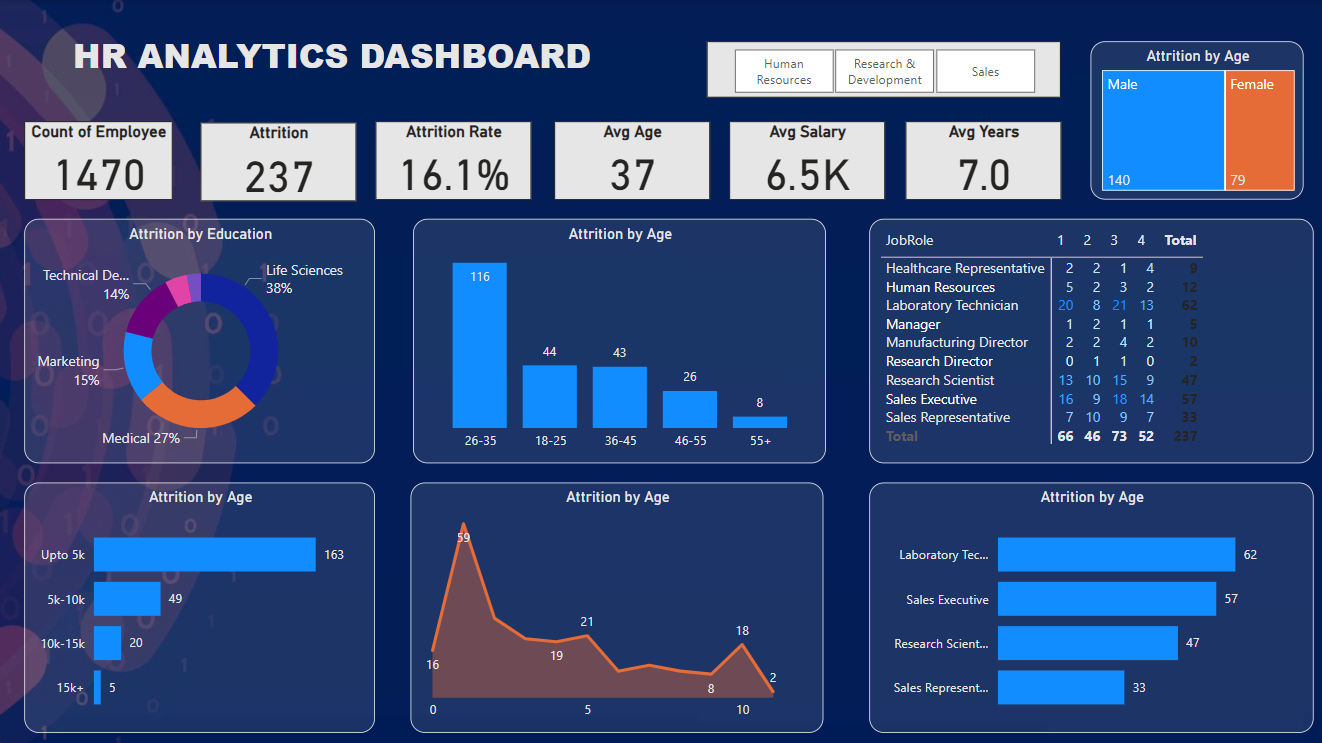 HR ANALYTICS DASHBOARD
Human Resources
Research & Development
Sales
Attrition by Age
Male
Female
140
79
Count of Employee
1470
Attrition
237
Attrition Rate
16.1%
Avg Age
37
Avg Salary
6.5K
Avg Years
7.0
Attrition by Education
Technical De...
14%
Life Sciences
38%
Marketing
15%
Medical 27%
Attrition by Age
116
44
43
26
8
26-35 18-25 36-45 46-55 55+
JobRole 1 2 3 4 Total
Healthcare Representative 2 2 1 4 9
Human Resources 5 2 3 2 12
Laboratory Technician 20 8 21 13 62
Manager 1 2 1 1 5
Manufacturing Director 2 2 4 2 10
Research Director 0 1 1 0 2
Research Scientist 13 10 15 9 47
Sales Executive 16 9 18 14 57
Sales Representative 7 10 9 7 33
Total 66 46 73 52 237
Attrition by Age
Upto 5k 163
5k-10k 49
10k-15k 20
15k+ 5
Attrition by Age
59
16
19
21
8
18
2
0 5 10
Attrition by Age
Laboratory Tec... 62
Sales Executive 57
Research Scient... 47
Sales Represent... 33